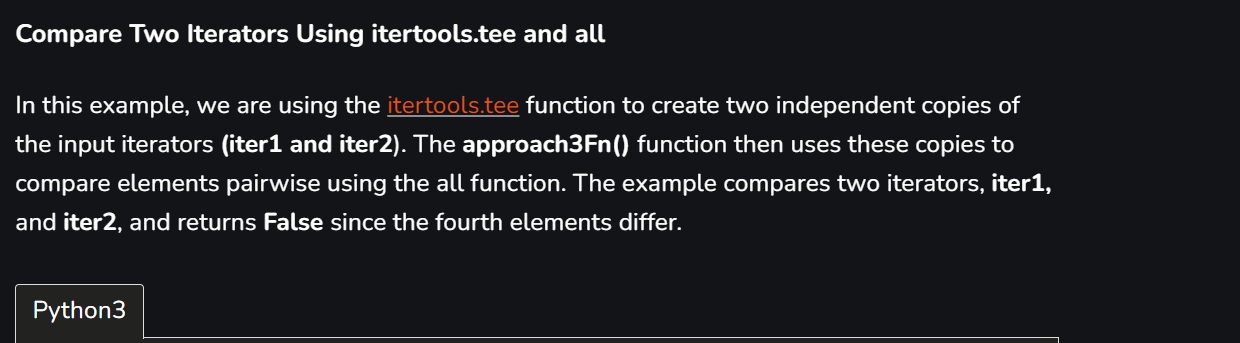 Compare Two Iterators Using itertools.tee and all
In this example, we are using the itertools.tee function to create two independent copies of
the input iterators (iter1 and iter2). The approach3Fn() function then uses these copies to
compare elements pairwise using the all function. The example compares two iterators, iter1,
and iter2, and returns False since the fourth elements differ.
Python3